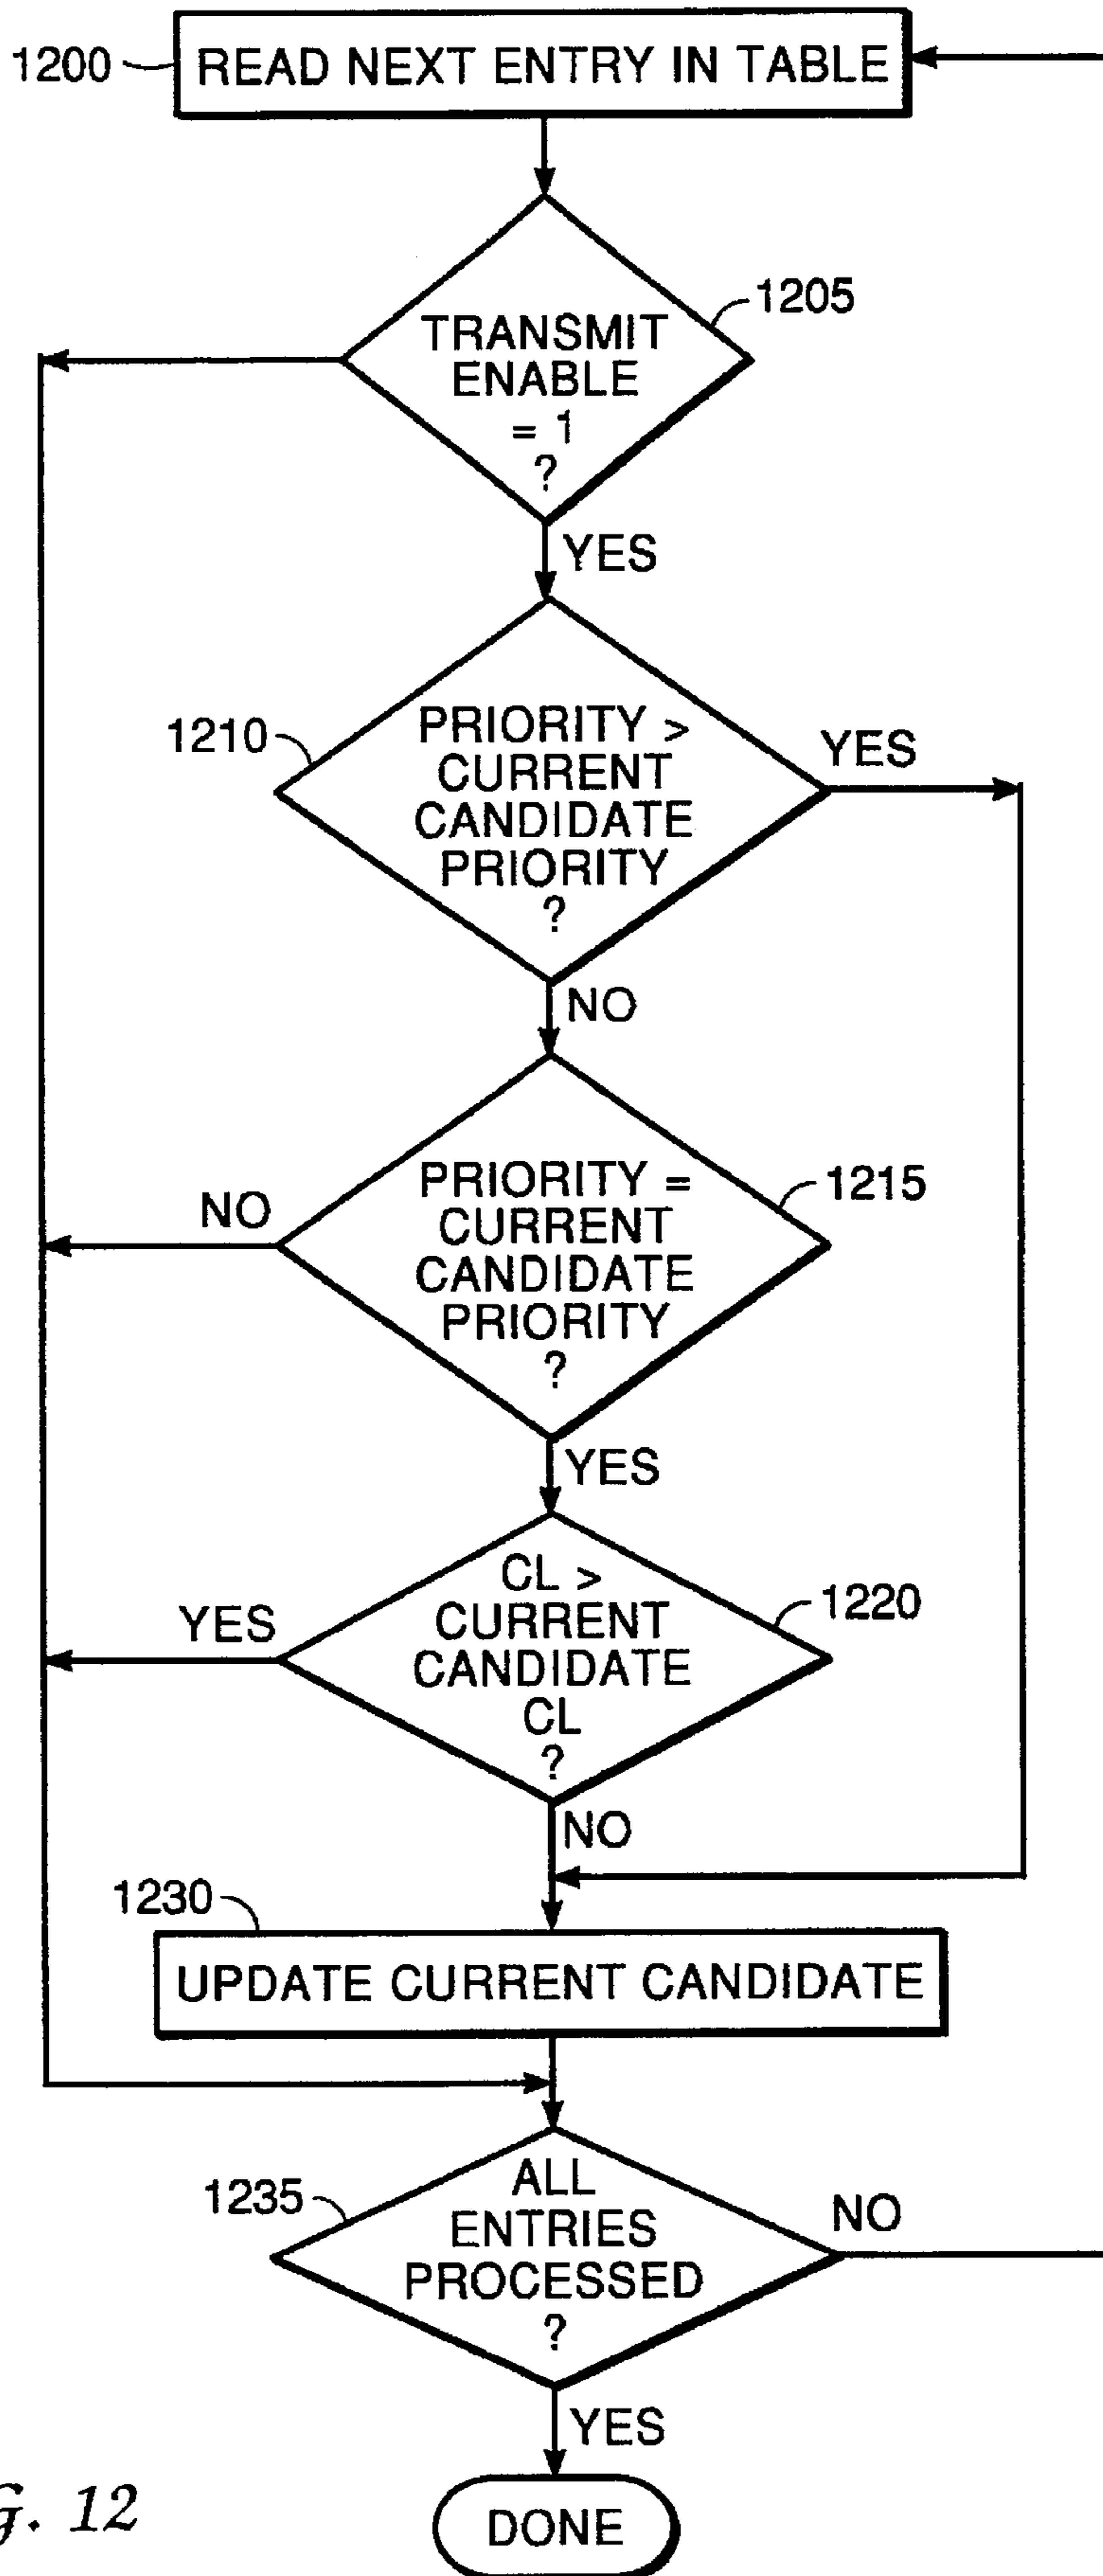 1200
READ NEXT ENTRY IN TABLE
1205
TRANSMIT
ENABLE
= 1
?
YES
1210
PRIORITY >
CURRENT
CANDIDATE
PRIORITY
?
YES
NO
1215
PRIORITY =
CURRENT
CANDIDATE
PRIORITY
?
NO
YES
1220
CL >
CURRENT
CANDIDATE
CL
?
YES
NO
1230
UPDATE CURRENT CANDIDATE
1235
ALL
ENTRIES
PROCESSED
?
NO
YES
DONE
G. 12